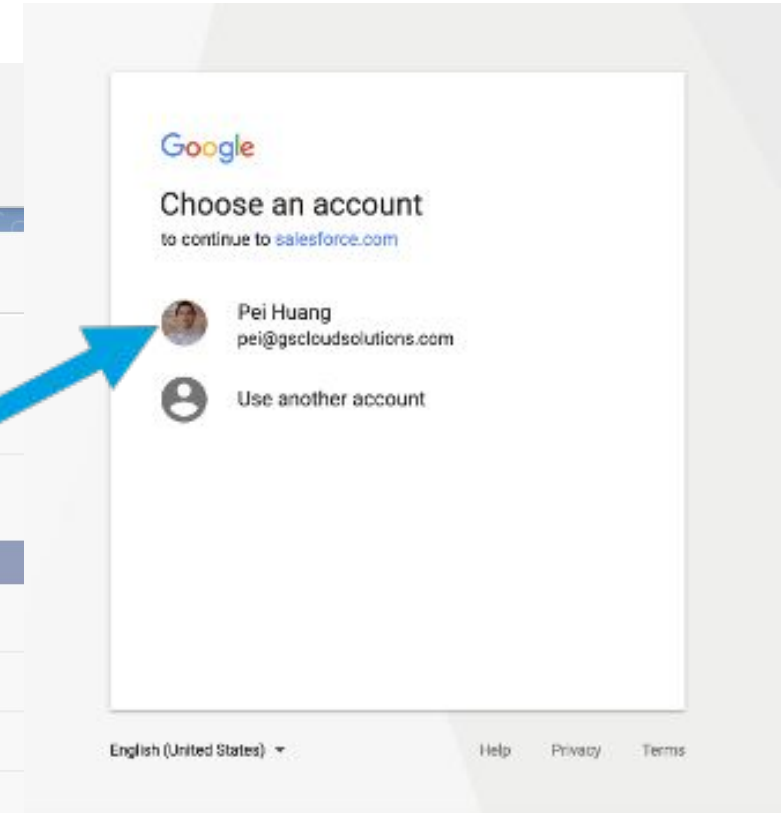 Google
Choose an account
to continue to salesforce.com
Pei Huang
pei@gscloudsolutions.com
Use another account
English (United States)
Help Privacy Terms